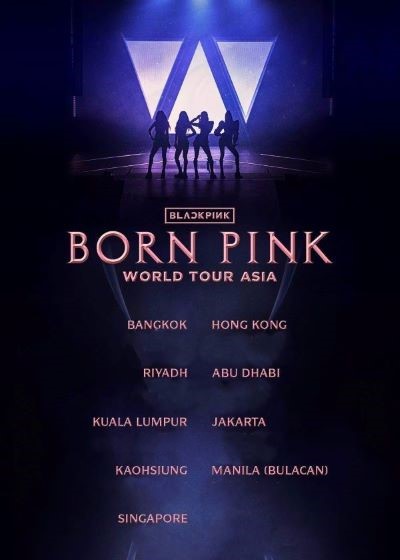 BLACKPINK
BORN PINK
WORLD TOUR ASIA
BANGKOK HONG KONG
RIYADH ABU DHABI
KUALA LUMPUR JAKARTA
KAOHSIUNG MANILA (BULACAN)
SINGAPORE